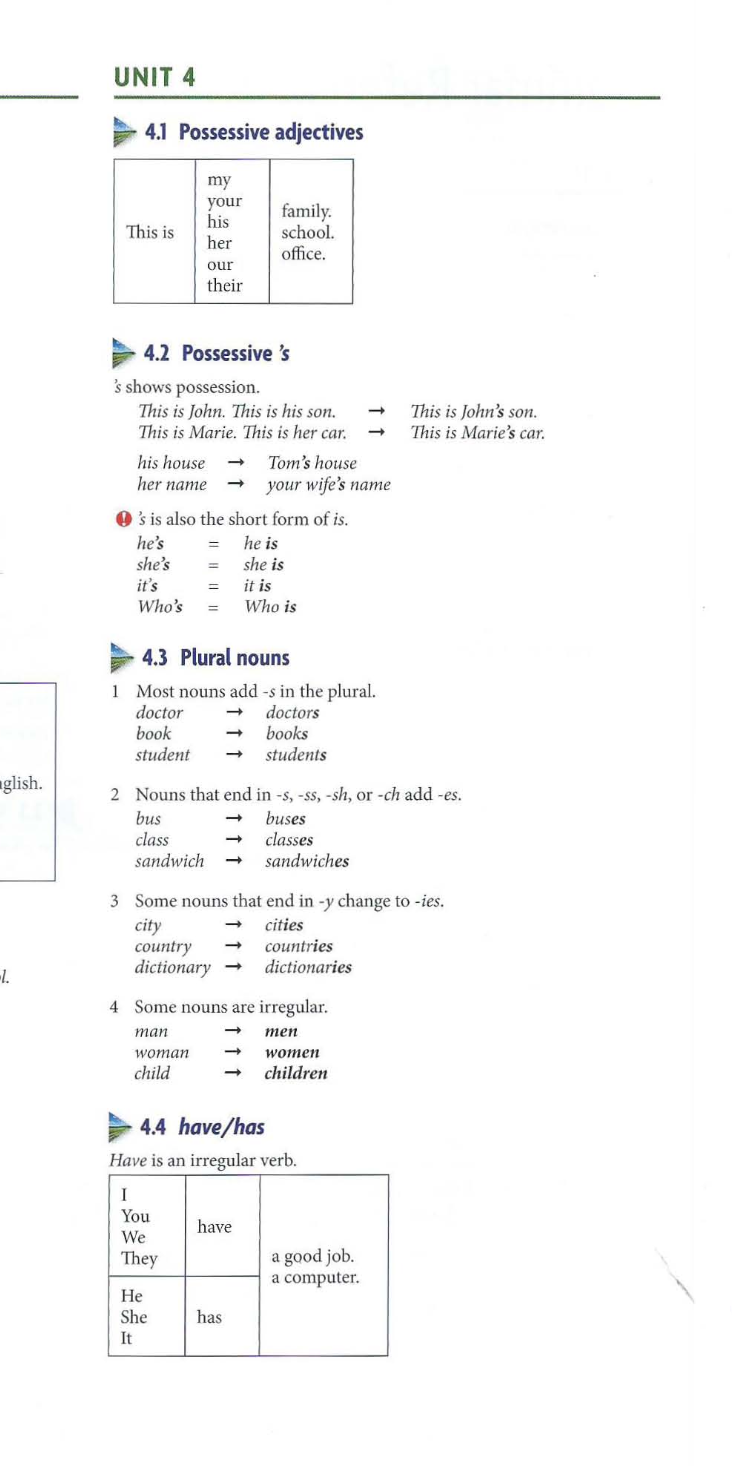 UNIT 4
4.1 Possessive adjectives
This is
my
your
his
her
our
their
family.
school.
office.
4.2 Possessive ’s
’s shows possession.
This is John. This is his son. → This is John’s son.
This is Marie. This is her car. → This is Marie’s car.
his house → Tom’s house
her name → your wife’s name
! ’s is also the short form of is.
he’s = he is
she’s = she is
it’s = it is
Who’s = Who is
4.3 Plural nouns
1 Most nouns add -s in the plural.
doctor → doctors
book → books
student → students
2 Nouns that end in -s, -ss, -sh, or -ch add -es.
bus → buses
class → classes
sandwich → sandwiches
3 Some nouns that end in -y change to -ies.
city → cities
country → countries
dictionary → dictionaries
4 Some nouns are irregular.
man → men
woman → women
child → children
4.4 have/has
Have is an irregular verb.
I
You
We
They
have
He
She
It
has
a good job.
a computer.